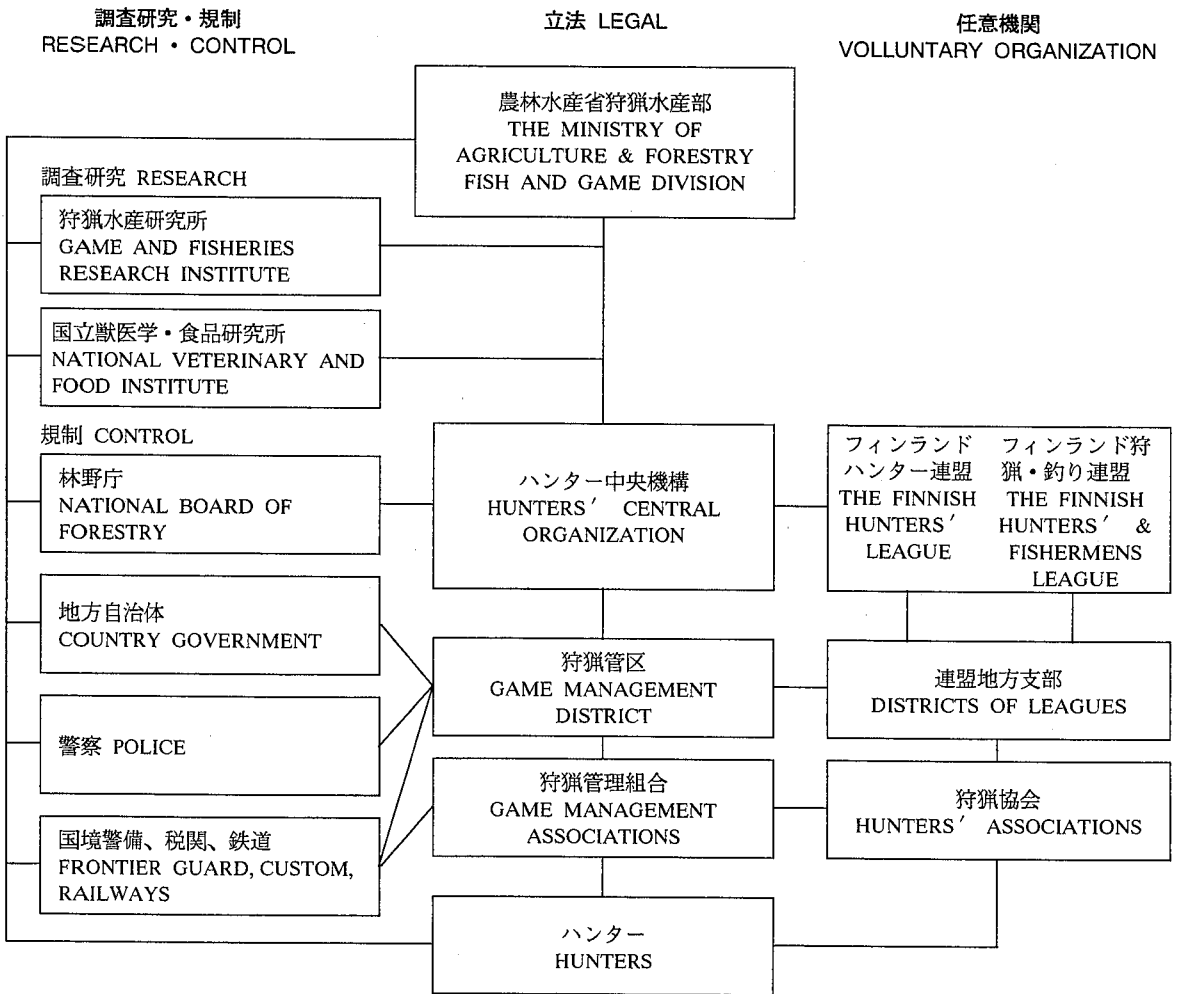 調査研究・規制
RESEARCH・CONTROL
立法 LEGAL
任意機関
VOLLUNTARY ORGANIZATION
農林水産省狩猟水産部
THE MINISTRY OF
AGRICULTURE & FORESTRY
FISH AND GAME DIVISION
調査研究 RESEARCH
狩猟水産研究所
GAME AND FISHERIES
RESEARCH INSTITUTE
国立獣医学・食品研究所
NATIONAL VETERINARY AND
FOOD INSTITUTE
規制 CONTROL
林野庁
NATIONAL BOARD OF
FORESTRY
ハンター中央機構
HUNTERS′ CENTRAL
ORGANIZATION
フィンランド
ハンター連盟
THE FINNISH
HUNTERS′
LEAGUE
フィンランド狩
猟・釣り連盟
THE FINNISH
HUNTERS′ &
FISHERMENS
LEAGUE
地方自治体
COUNTRY GOVERNMENT
狩猟管区
GAME MANAGEMENT
DISTRICT
連盟地方支部
DISTRICTS OF LEAGUES
警察 POLICE
狩猟管理組合
GAME MANAGEMENT
ASSOCIATIONS
狩猟協会
HUNTERS′ ASSOCIATIONS
国境警備、税関、鉄道
FRONTIER GUARD, CUSTOM,
RAILWAYS
ハンター
HUNTERS